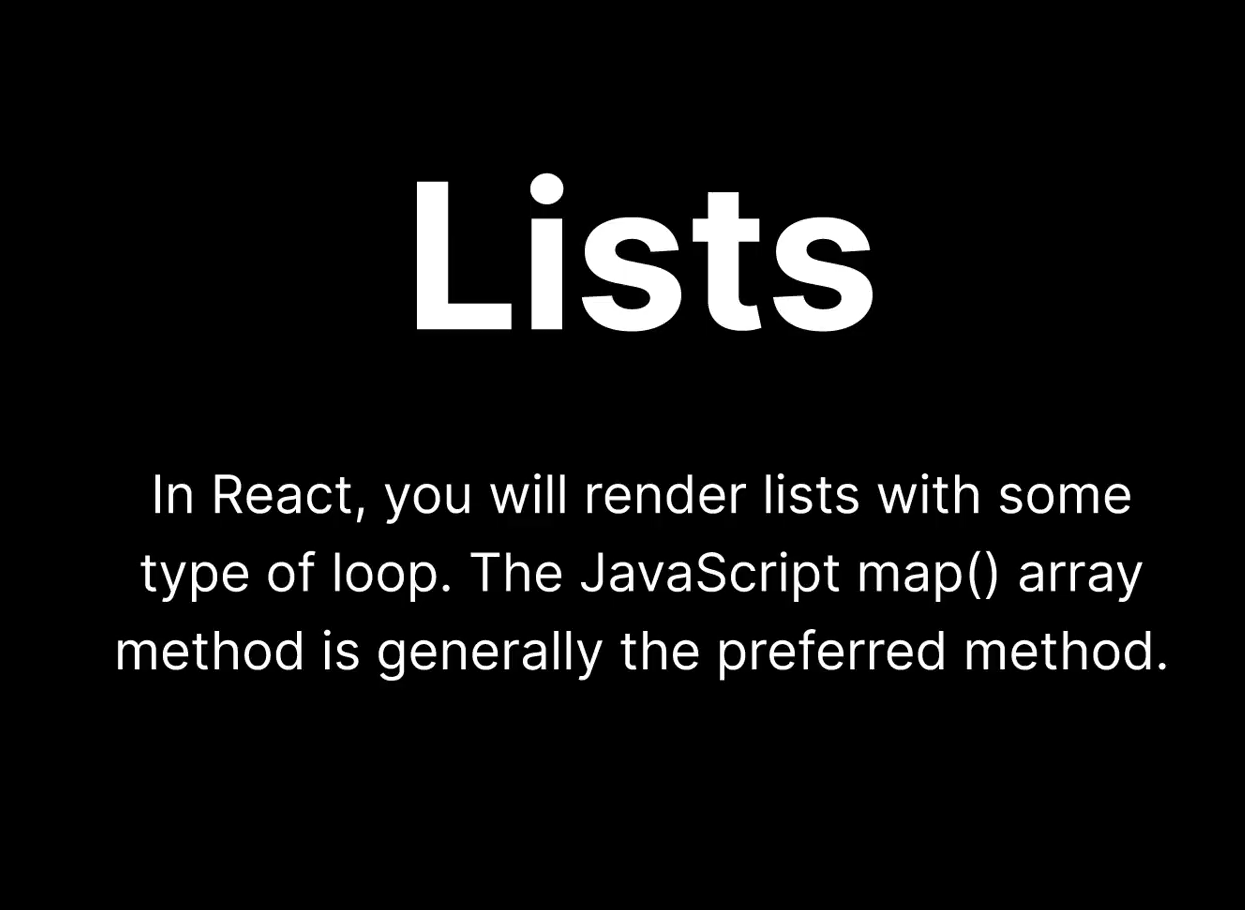 Lists
In React, you will render lists with some
type of loop. The JavaScript map() array
method is generally the preferred method.